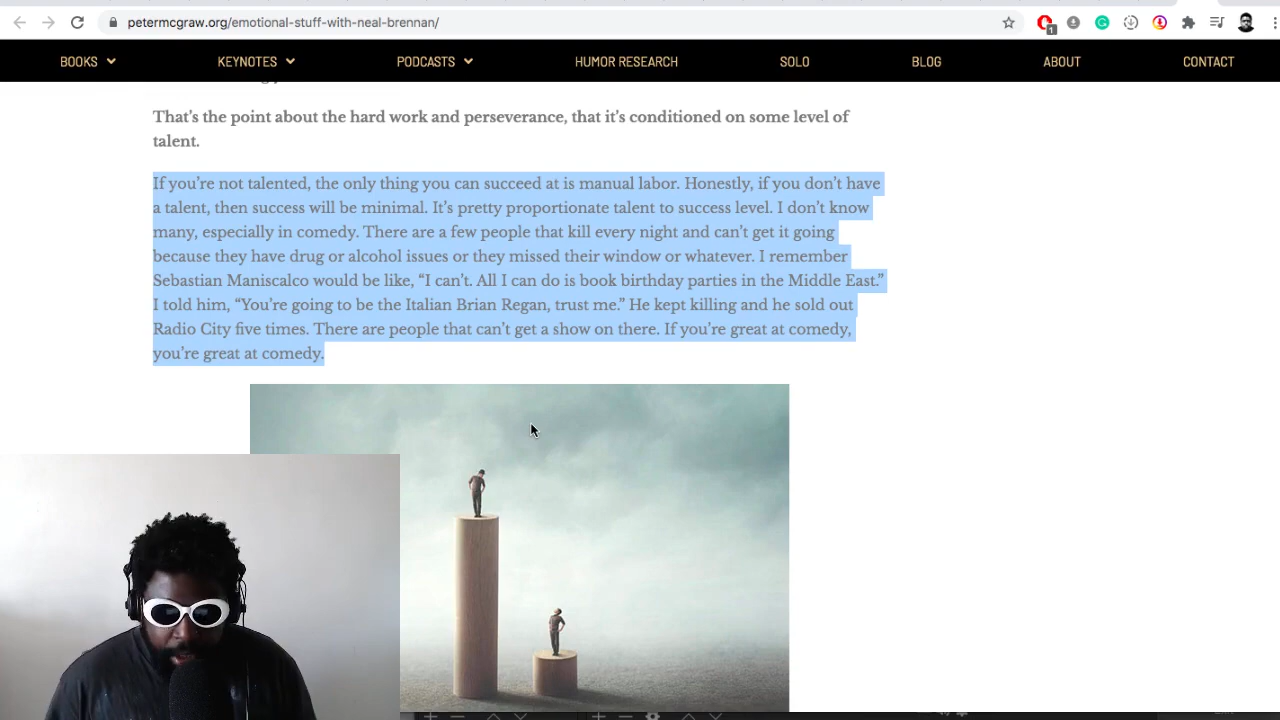 petermcgraw.org/emotional-stuff-with-neal-brennan/
1
BOOKS KEYNOTES PODCASTS HUMOR RESEARCH SOLO BLOG ABOUT CONTACT
That’s the point about the hard work and perseverance, that it’s conditioned on some level of
talent.
If you’re not talented, the only thing you can succeed at is manual labor. Honestly, if you don’t have
a talent, then success will be minimal. It’s pretty proportionate talent to success level. I don’t know
many, especially in comedy. There are a few people that kill every night and can’t get it going
because they have drug or alcohol issues or they missed their window or whatever. I remember
Sebastian Maniscalco would be like, “I can’t. All I can do is book birthday parties in the Middle East.”
I told him, “You’re going to be the Italian Brian Regan, trust me.” He kept killing and he sold out
Radio City five times. There are people that can’t get a show on there. If you’re great at comedy,
you’re great at comedy.